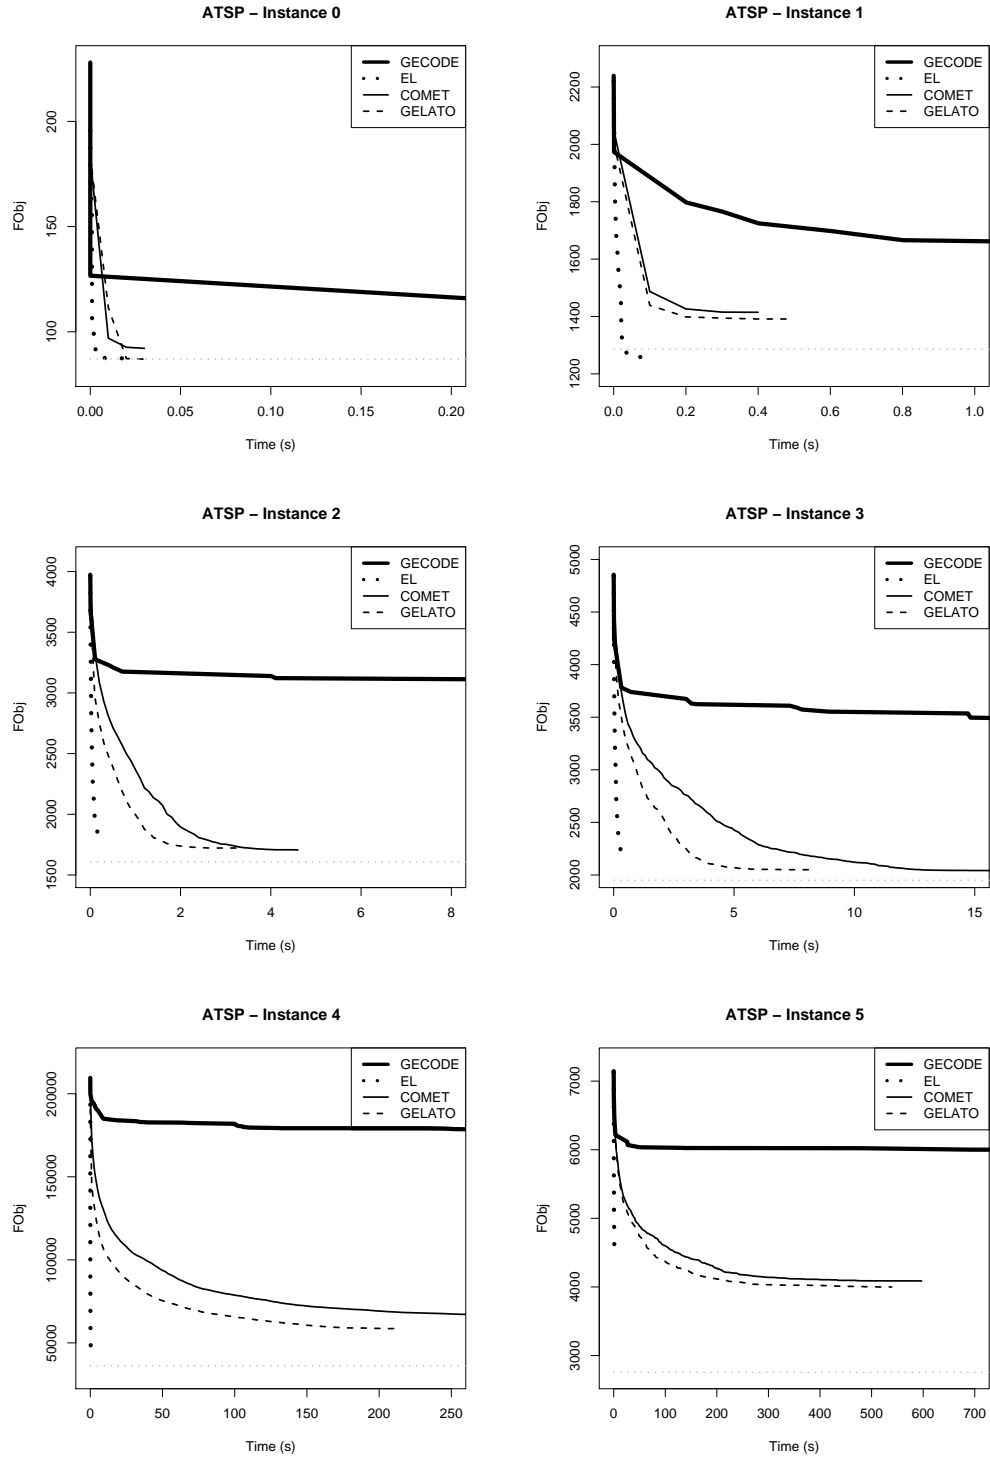 ATSP – Instance 0
FObj
200
150
100
GECODE
EL
COMET
GELATO
0.00 0.05 0.10 0.15 0.20
Time (s)
ATSP – Instance 1
FObj
2200
2000
1800
1600
1400
1200
GECODE
EL
COMET
GELATO
0.0 0.2 0.4 0.6 0.8 1.0
Time (s)
ATSP – Instance 2
FObj
4000
3500
3000
2500
2000
1500
GECODE
EL
COMET
GELATO
0 2 4 6 8
Time (s)
ATSP – Instance 3
FObj
5000
4500
4000
3500
3000
2500
2000
GECODE
EL
COMET
GELATO
0 5 10 15
Time (s)
ATSP – Instance 4
FObj
200000
150000
100000
50000
GECODE
EL
COMET
GELATO
0 50 100 150 200 250
Time (s)
ATSP – Instance 5
FObj
7000
6000
5000
4000
3000
GECODE
EL
COMET
GELATO
0 100 200 300 400 500 600 700
Time (s)